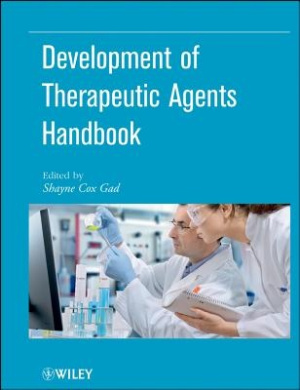 Development of
Therapeutic Agents
Handbook
Edited by
Shayne Cox Gad
WILEY